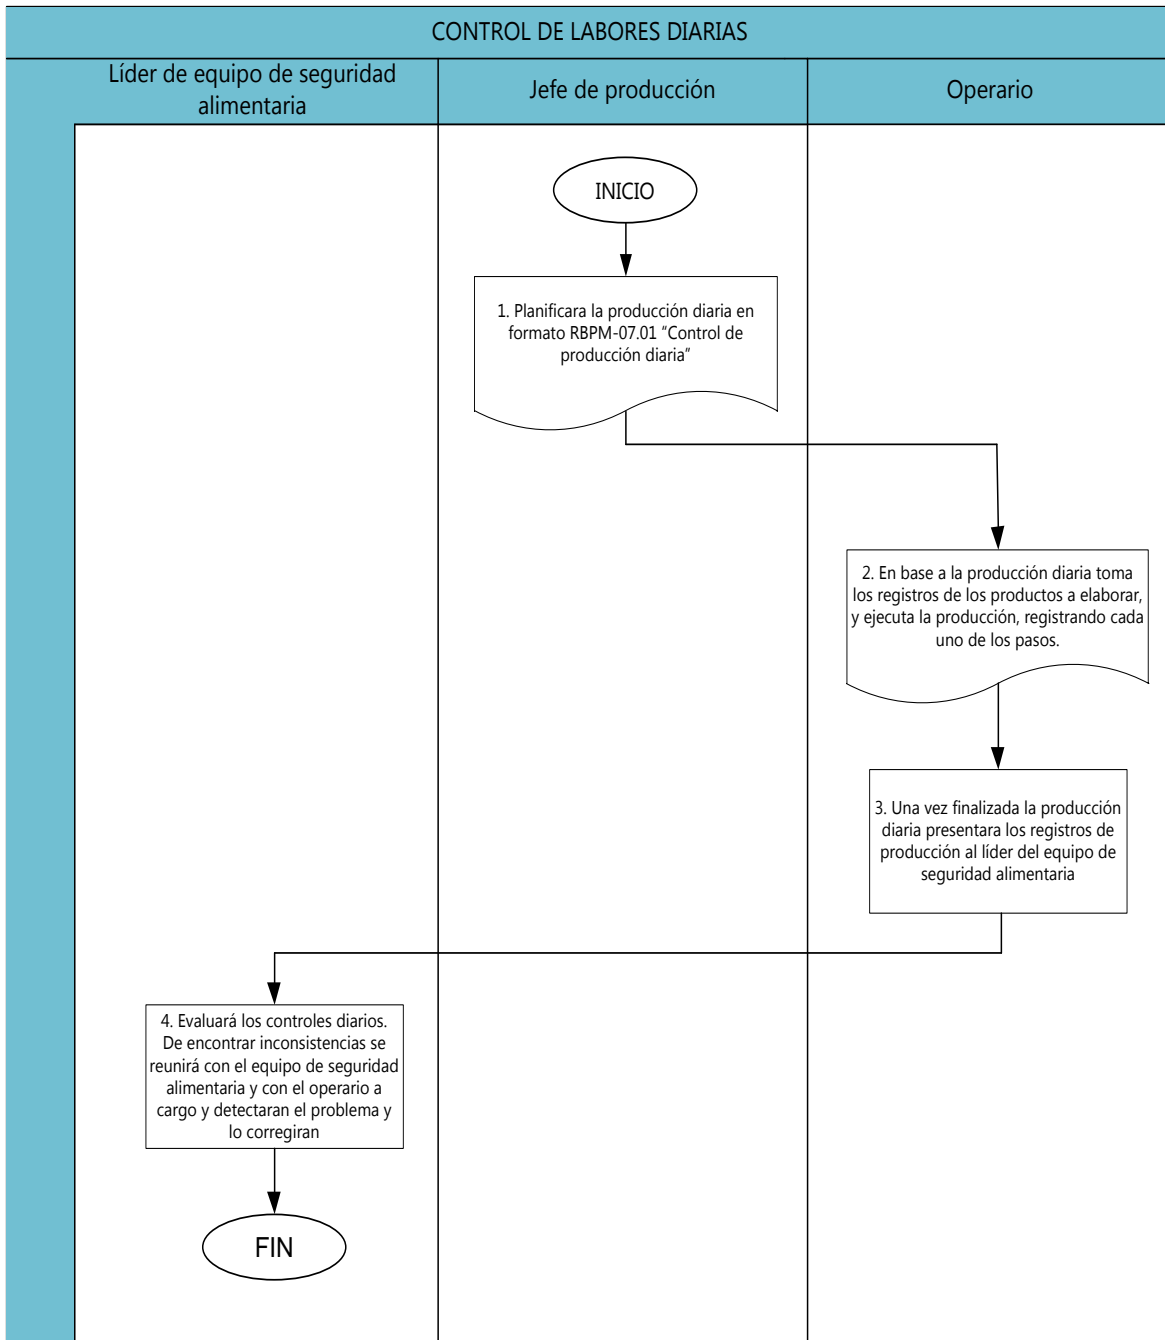 CONTROL DE LABORES DIARIAS
Líder de equipo de seguridad
alimentaria
Jefe de producción
Operario
INICIO
1. Planificara la producción diaria en
formato RBPM-07.01 “Control de
producción diaria”
2. En base a la producción diaria toma
los registros de los productos a elaborar,
y ejecuta la producción, registrando cada
uno de los pasos.
3. Una vez finalizada la producción
diaria presentara los registros de
producción al líder del equipo de
seguridad alimentaria
4. Evaluará los controles diarios.
De encontrar inconsistencias se
reunirá con el equipo de seguridad
alimentaria y con el operario a
cargo y detectaran el problema y
lo corregiran
FIN